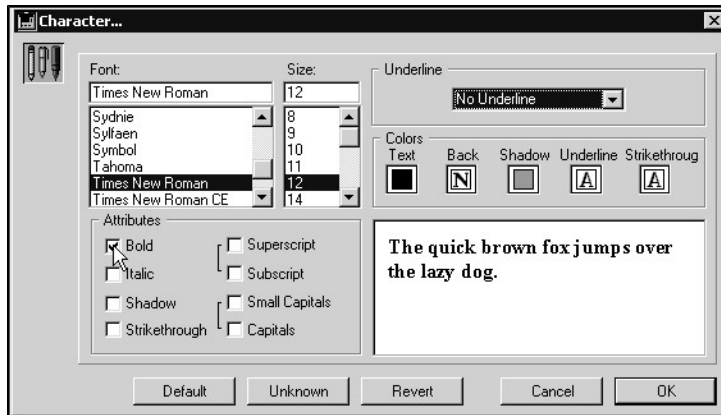 Character...
Font:
Times New Roman
Sydnie
Sylfaen
Symbol
Tahoma
Times New Roman
Times New Roman CE
Size:
12
8
9
10
11
12
14
Underline
No Underline
Colors
Text Back Shadow Underline Strikethroug
N A A
Attributes
Bold
Italic
Shadow
Strikethrough
Superscript
Subscript
Small Capitals
Capitals
The quick brown fox jumps over
the lazy dog.
Default Unknown Revert Cancel OK